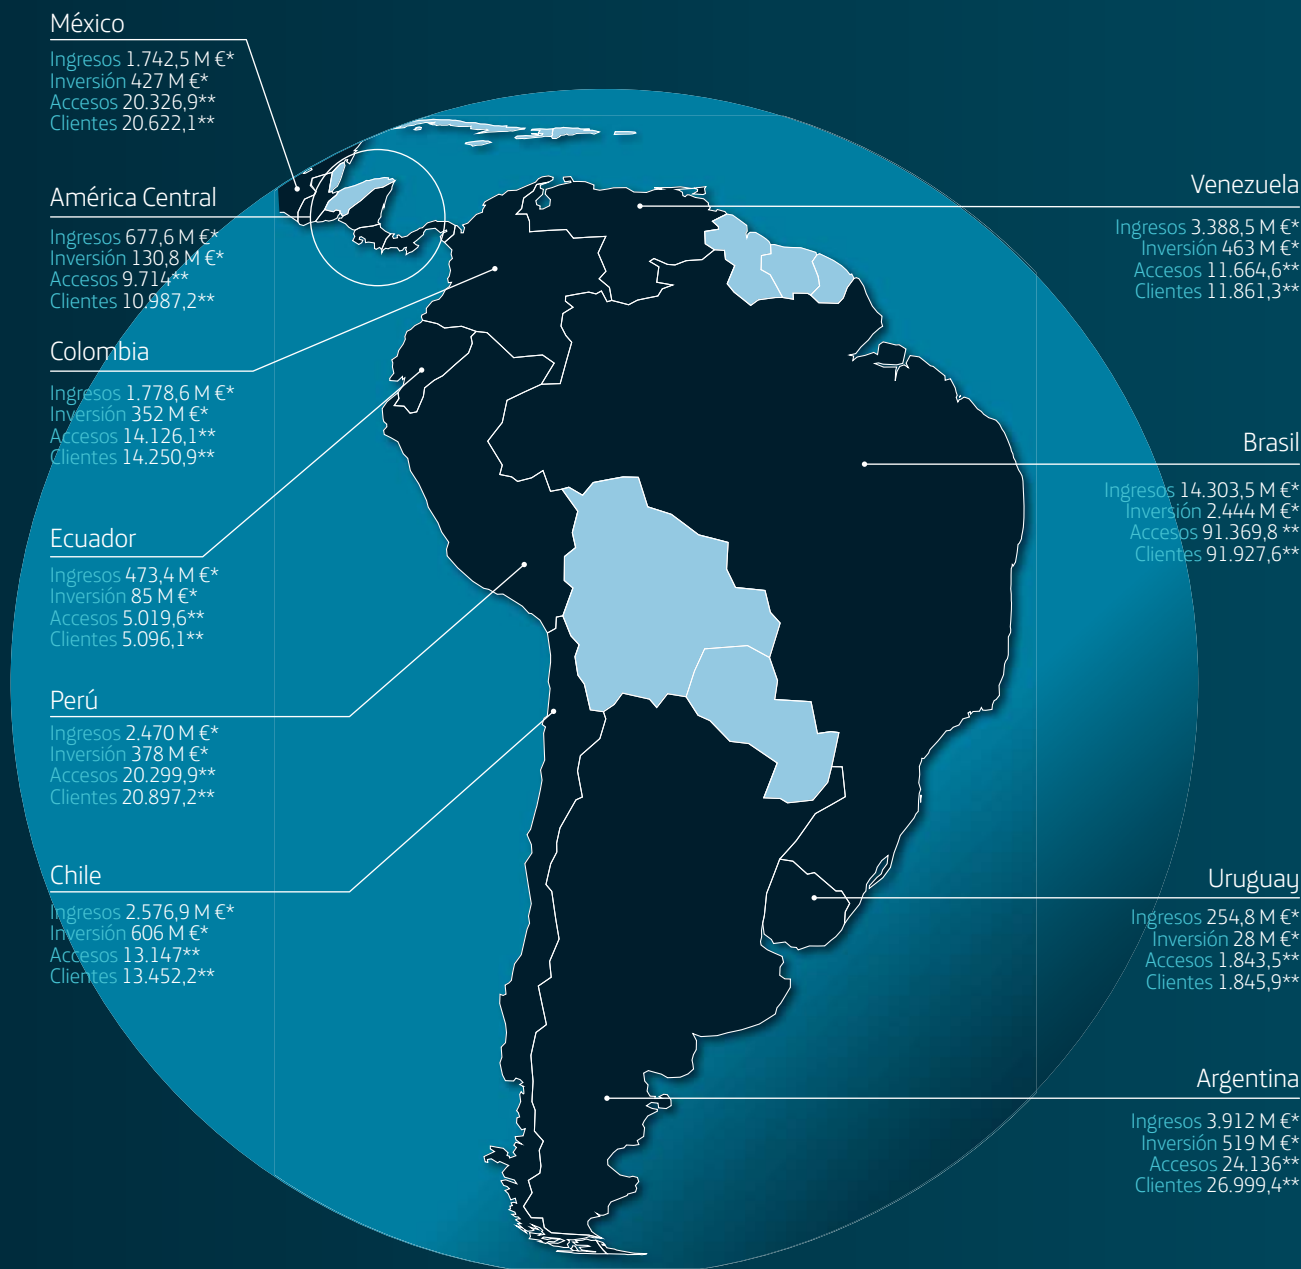 México
Ingresos 1.742,5 M €*
Inversión 427 M €*
Accesos 20.326,9**
Clientes 20.622,1**
América Central
Ingresos 677,6 M €*
Inversión 130,8 M €*
Accesos 9.714**
Clientes 10.987,2**
Colombia
Ingresos 1.778,6 M €*
Inversión 352 M €*
Accesos 14.126,1**
Clientes 14.250,9**
Ecuador
Ingresos 473,4 M €*
Inversión 85 M €*
Accesos 5.019,6**
Clientes 5.096,1**
Perú
Ingresos 2.470 M €*
Inversión 378 M €*
Accesos 20.299,9**
Clientes 20.897,2**
Chile
Ingresos 2.576,9 M €*
Inversión 606 M €*
Accesos 13.147**
Clientes 13.452,2**
Venezuela
Ingresos 3.388,5 M €*
Inversión 463 M €*
Accesos 11.664,6**
Clientes 11.861,3**
Brasil
Ingresos 14.303,5 M €*
Inversión 2.444 M €*
Accesos 91.369,8 **
Clientes 91.927,6**
Uruguay
Ingresos 254,8 M €*
Inversión 28 M €*
Accesos 1.843,5**
Clientes 1.845,9**
Argentina
Ingresos 3.912 M €*
Inversión 519 M €*
Accesos 24.136**
Clientes 26.999,4**